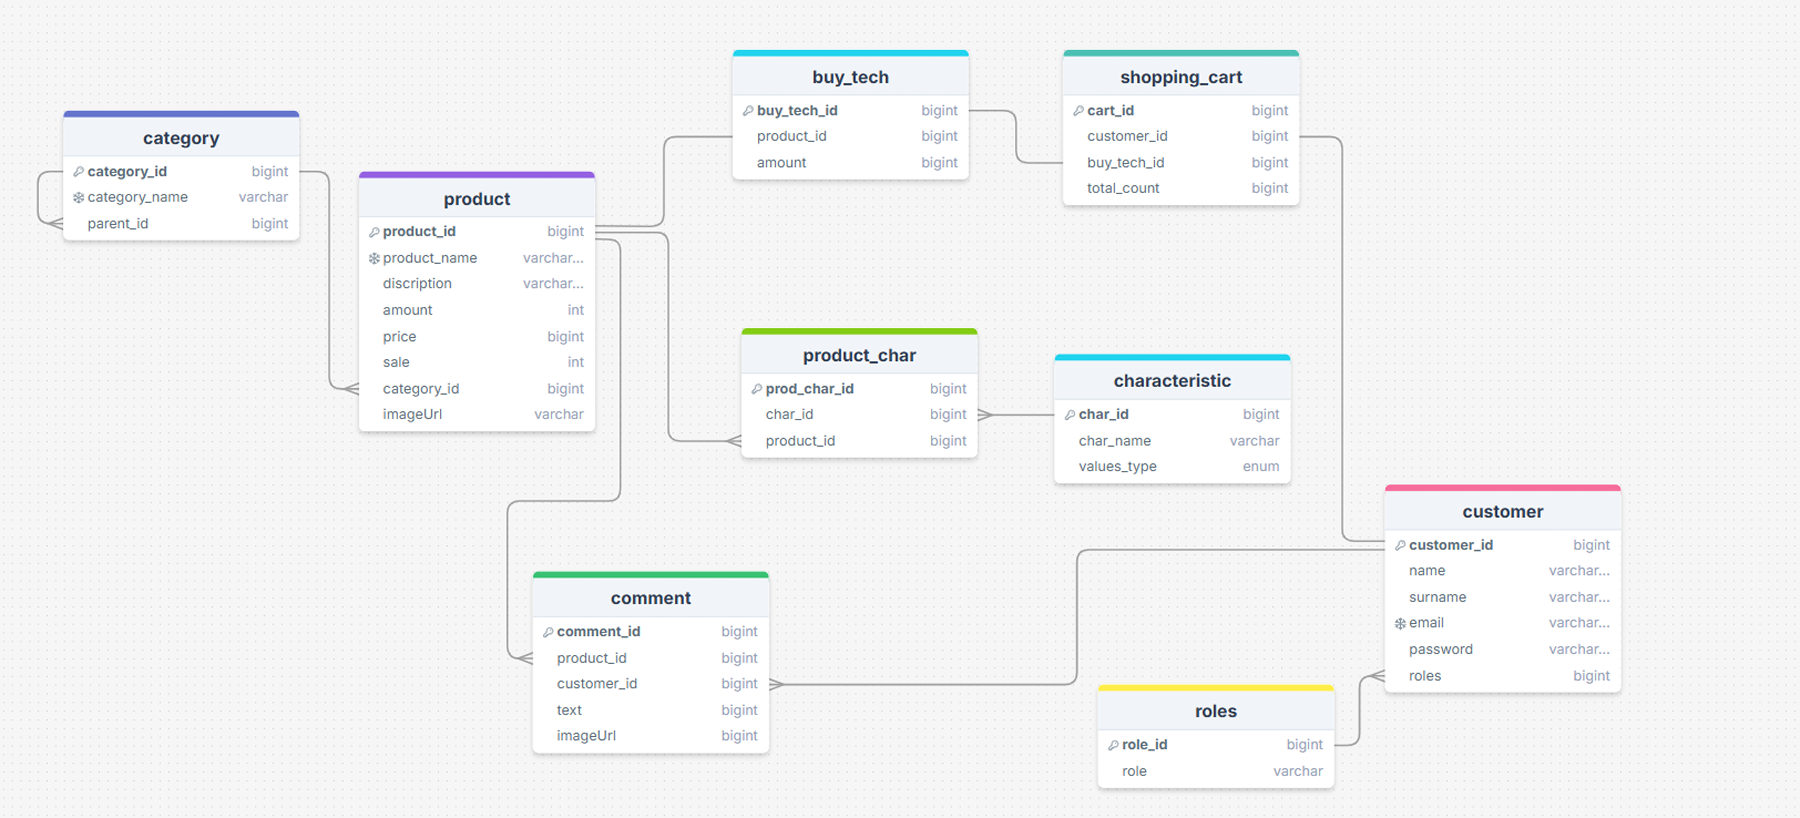 category
category_id bigint
category_name varchar
parent_id bigint
product
product_id bigint
product_name varchar...
discription varchar...
amount int
price bigint
sale int
category_id bigint
imageUrl varchar
buy_tech
buy_tech_id bigint
product_id bigint
amount bigint
shopping_cart
cart_id bigint
customer_id bigint
buy_tech_id bigint
total_count bigint
product_char
prod_char_id bigint
char_id bigint
product_id bigint
characteristic
char_id bigint
char_name varchar
values_type enum
comment
comment_id bigint
product_id bigint
customer_id bigint
text bigint
imageUrl bigint
customer
customer_id bigint
name varchar...
surname varchar...
email varchar...
password varchar...
roles bigint
roles
role_id bigint
role varchar